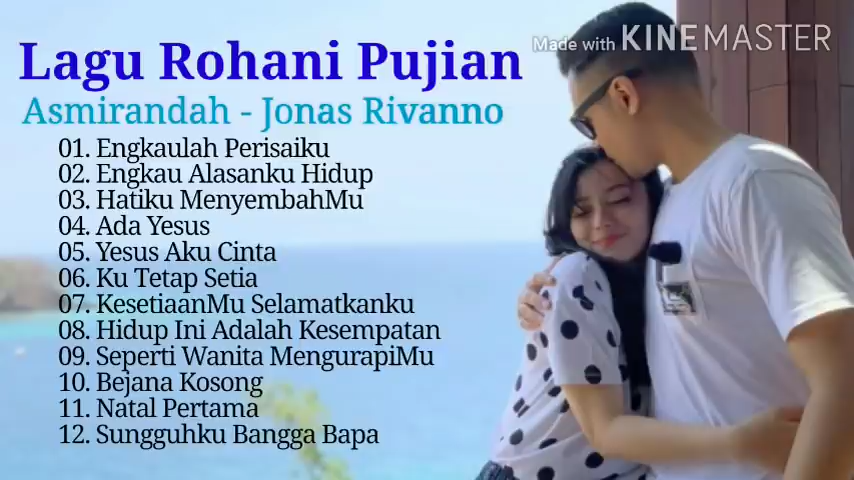 Made with KINEMASTER
Lagu Rohani Pujian
Asmirandah - Jonas Rivanno
01. Engkaulah Perisaiku
02. Engkau Alasanku Hidup
03. Hatiku MenyembahMu
04. Ada Yesus
05. Yesus Aku Cinta
06. Ku Tetap Setia
07. KesetiaanMu Selamatkanku
08. Hidup Ini Adalah Kesempatan
09. Seperti Wanita MengurapiMu
10. Bejana Kosong
11. Natal Pertama
12. Sungguhku Bangga Bapa